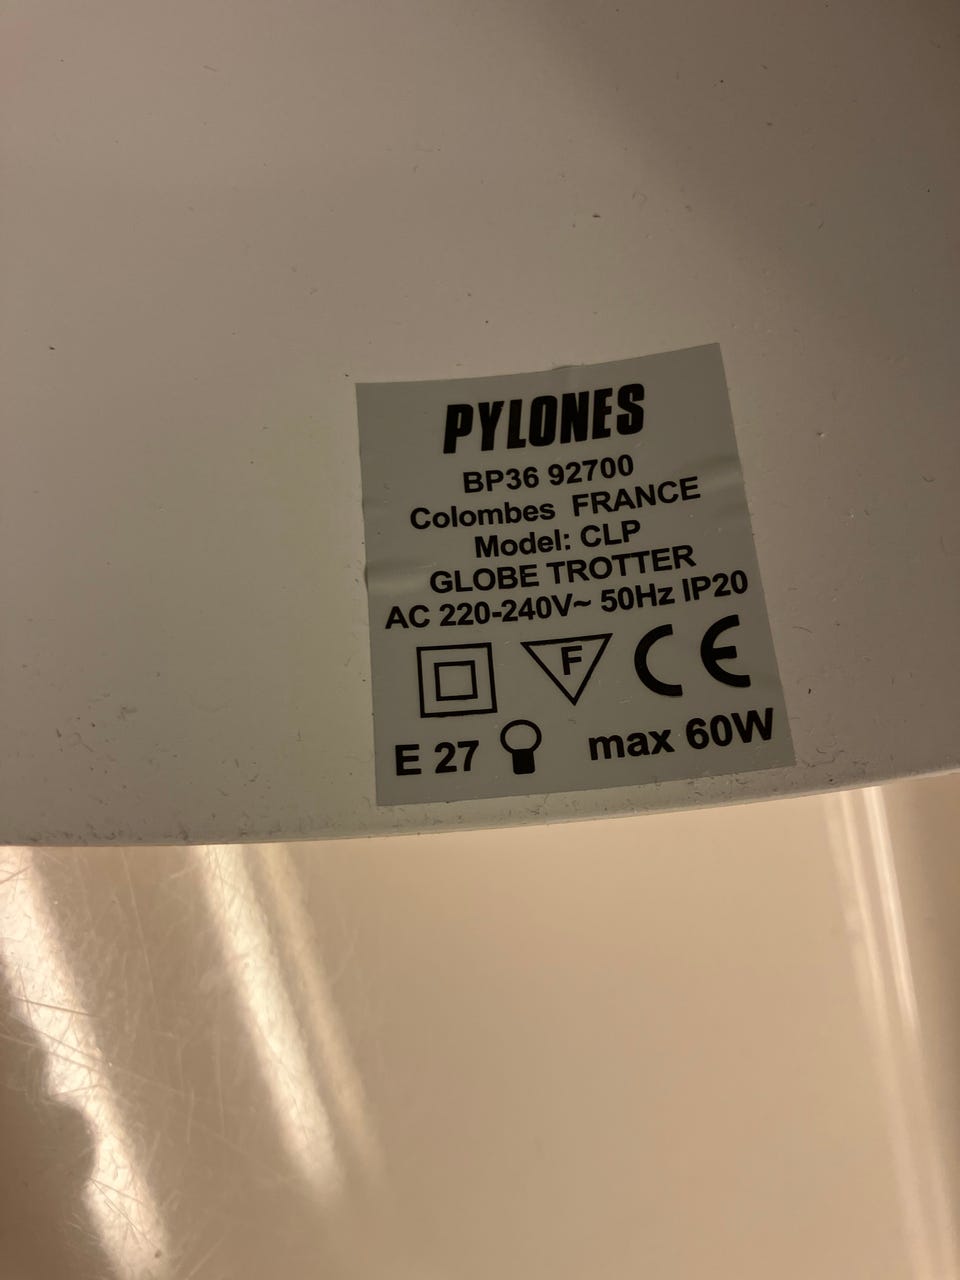 PYLONES
BP36 92700
Colombes FRANCE
Model: CLP
GLOBE TROTTER
AC 220-240V~ 50Hz IP20
F CE
E 27 max 60W